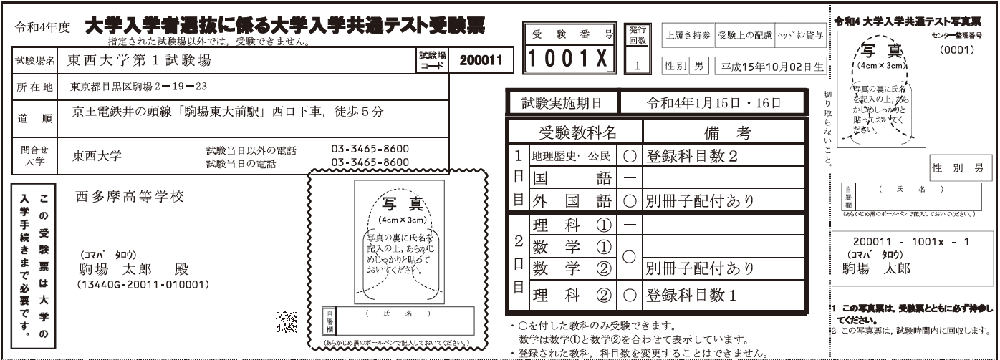 令和4年度 大学入学者選抜に係る大学入学共通テスト受験票
指定された試験場以外では，受験できません。
試験場名 東西大学第１試験場 試験場コード 200011
所在地 東京都目黒区駒場２－１９－２３
道順 京王電鉄井の頭線「駒場東大前駅」西口下車，徒歩５分
問合せ大学 東西大学
試験当日以外の電話 03-3465-8600
試験当日の電話 03-3465-8600
この受験票は大学の
入学手続きまで必要です。
西多摩高等学校
(ｺﾏﾊﾞ ﾀﾛｳ)
駒場 太郎 殿
(13440G-20011-010001)
写真
(4cm×3cm)
写真の裏に氏名を
記入の上，あらかじ
めしっかりと貼って
おいてください。
自署欄 （ 氏 名 ）
(あらかじめ黒のボールペンで記入しておいてください。)
受験番号
1001X
発行回数
1
上履き持参 受験上の配慮 ﾍｯﾄﾞﾎﾝ貸与
性別 男 平成15年10月02日生
試験実施期日 令和4年1月15日・16日
受験教科名 備考
1日目
地理歴史，公民 ○ 登録科目数２
国語 －
外国語 ○ 別冊子配付あり
2日目
理科① －
数学① ○
数学② 別冊子配付あり
理科② ○ 登録科目数１
・○を付した教科のみ受験できます。
数学は数学①と数学②を合わせて表示しています。
・登録された教科，科目数を変更することはできません。
切り取らないこと。
令和4 大学入学共通テスト写真票
センター整理番号
(0001)
写真
(4cm×3cm)
写真の裏に氏名
を記入の上，あら
かじめしっかりと
貼っておいてく
ださい。
性別 男
自署欄 （ 氏 名 ）
(あらかじめ黒のボールペンで記入しておいてください。)
200011 - 1001x - 1
(ｺﾏﾊﾞ ﾀﾛｳ)
駒場 太郎
1 この写真票は，受験票とともに必ず持参し
てください。
2 この写真票は，試験時間内に回収します。